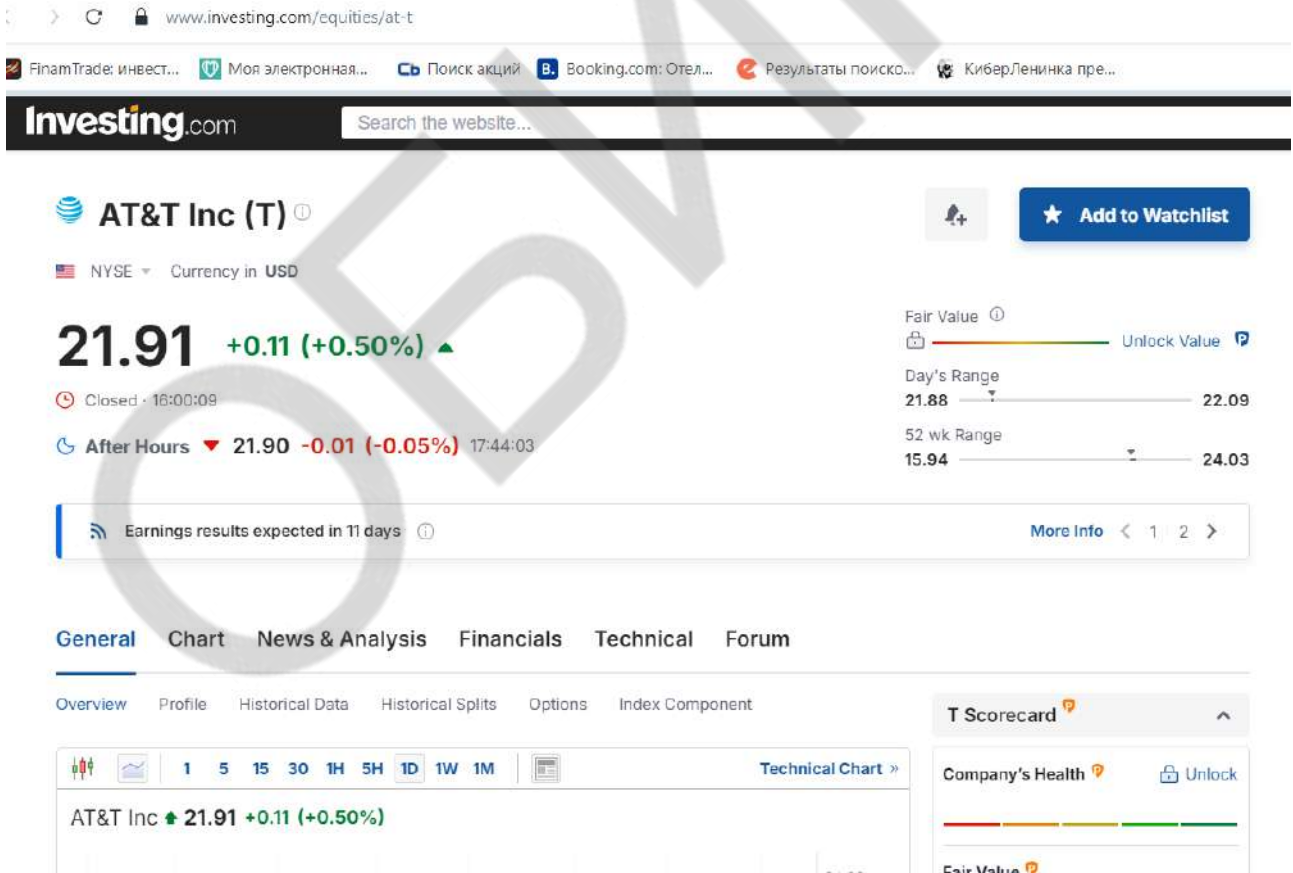 www.investing.com/equities/at-t
FinamTrade: инвест... Моя электронная... Сь Поиск акций B. Booking.com: Отел... Результаты поиско... КиберЛенинка пре...
Investing.com Search the website...
AT&T Inc (T)
Add to Watchlist
NYSE Currency in USD
21.91 +0.11 (+0.50%)
Closed · 16:00:09
After Hours 21.90 -0.01 (-0.05%) 17:44:03
Fair Value
Unlock Value
Day's Range
21.88 22.09
52 wk Range
15.94 24.03
Earnings results expected in 11 days More Info 1 2
General Chart News & Analysis Financials Technical Forum
Overview Profile Historical Data Historical Splits Options Index Component
1 5 15 30 1H 5H 1D 1W 1M Technical Chart »
AT&T Inc 21.91 +0.11 (+0.50%)
T Scorecard
Company's Health Unlock
Fair Value
ОБИ